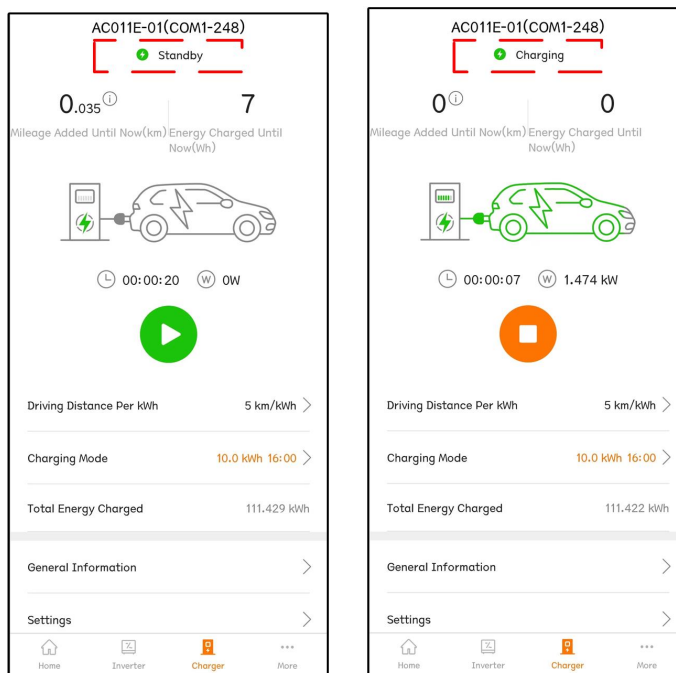 AC011E-01(COM1-248)
Standby
0.035
7
Mileage Added Until Now(km)
Energy Charged Until
Now(Wh)
00:00:20
W
0W
Driving Distance Per kWh
5 km/kWh
Charging Mode
10.0 kWh 16:00
Total Energy Charged
111.429 kWh
General Information
Settings
Home
Inverter
Charger
More
AC011E-01(COM1-248)
Charging
0
0
Mileage Added Until Now(km)
Energy Charged Until
Now(Wh)
00:00:07
W
1.474 kW
Driving Distance Per kWh
5 km/kWh
Charging Mode
10.0 kWh 16:00
Total Energy Charged
111.422 kWh
General Information
Settings
Home
Inverter
Charger
More